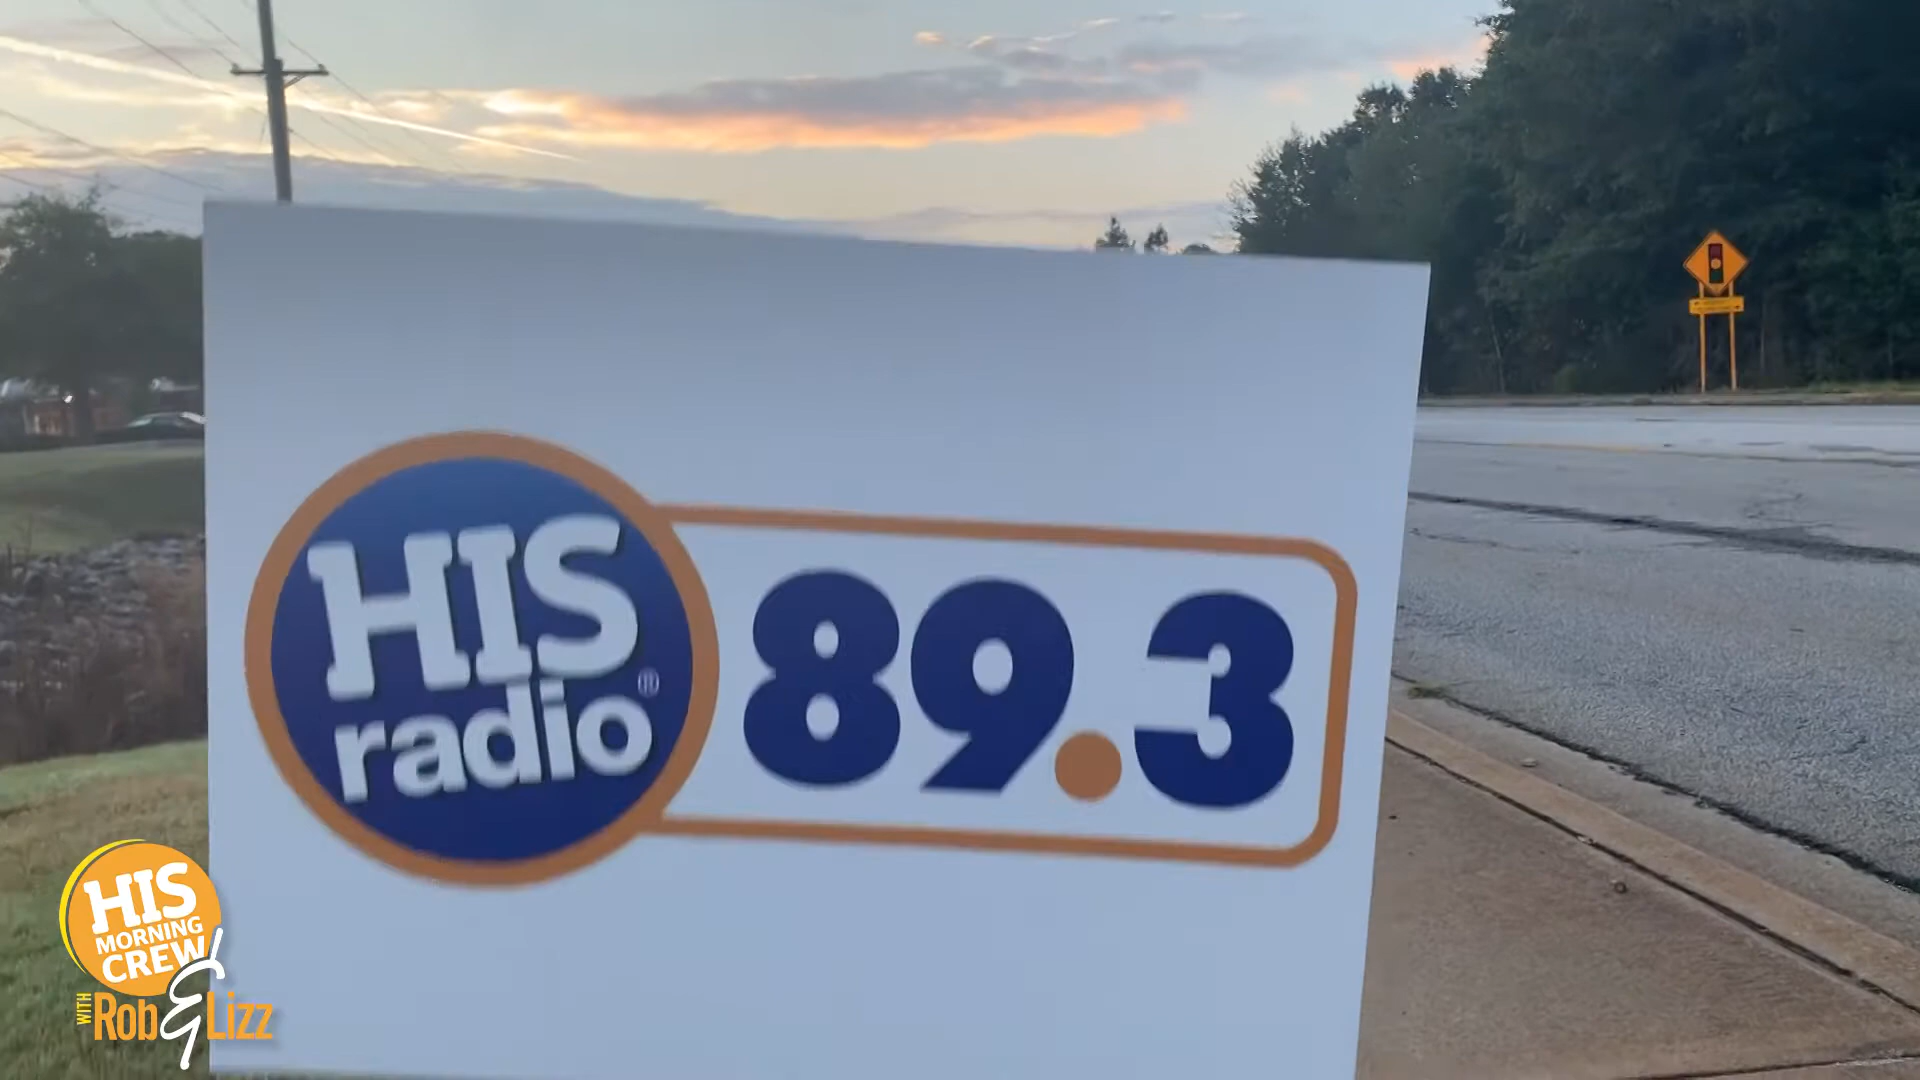 HIS
radio®
89.3
HIS
MORNING
CREW
WITH
Rob & Lizz